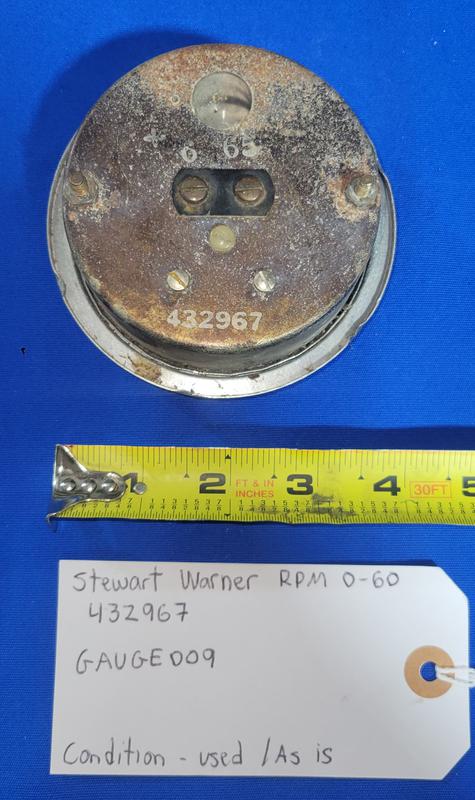 +
6 65
432967
1 2 FT & IN INCHES 3 4 30FT 5
Stewart Warner RPM 0-60
432967
GAUGE009
Condition - used / As is